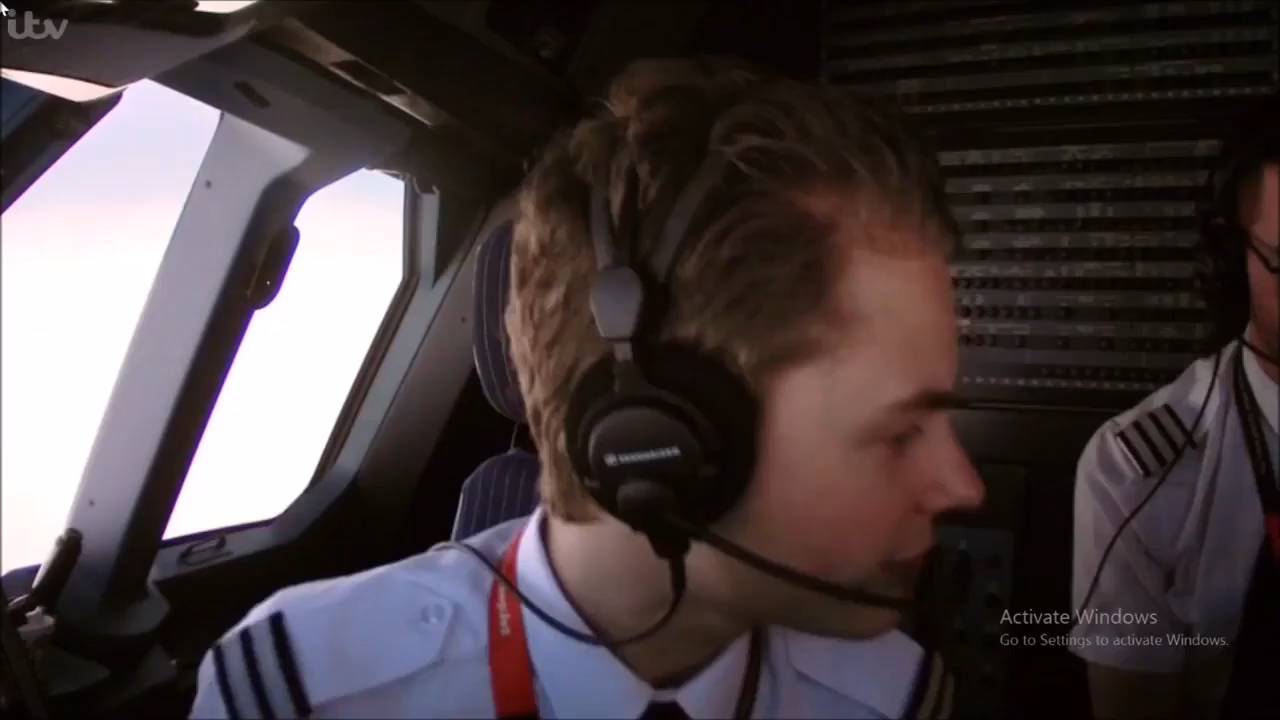 itv
Activate Windows
Go to Settings to activate Windows.
SENNHEISER